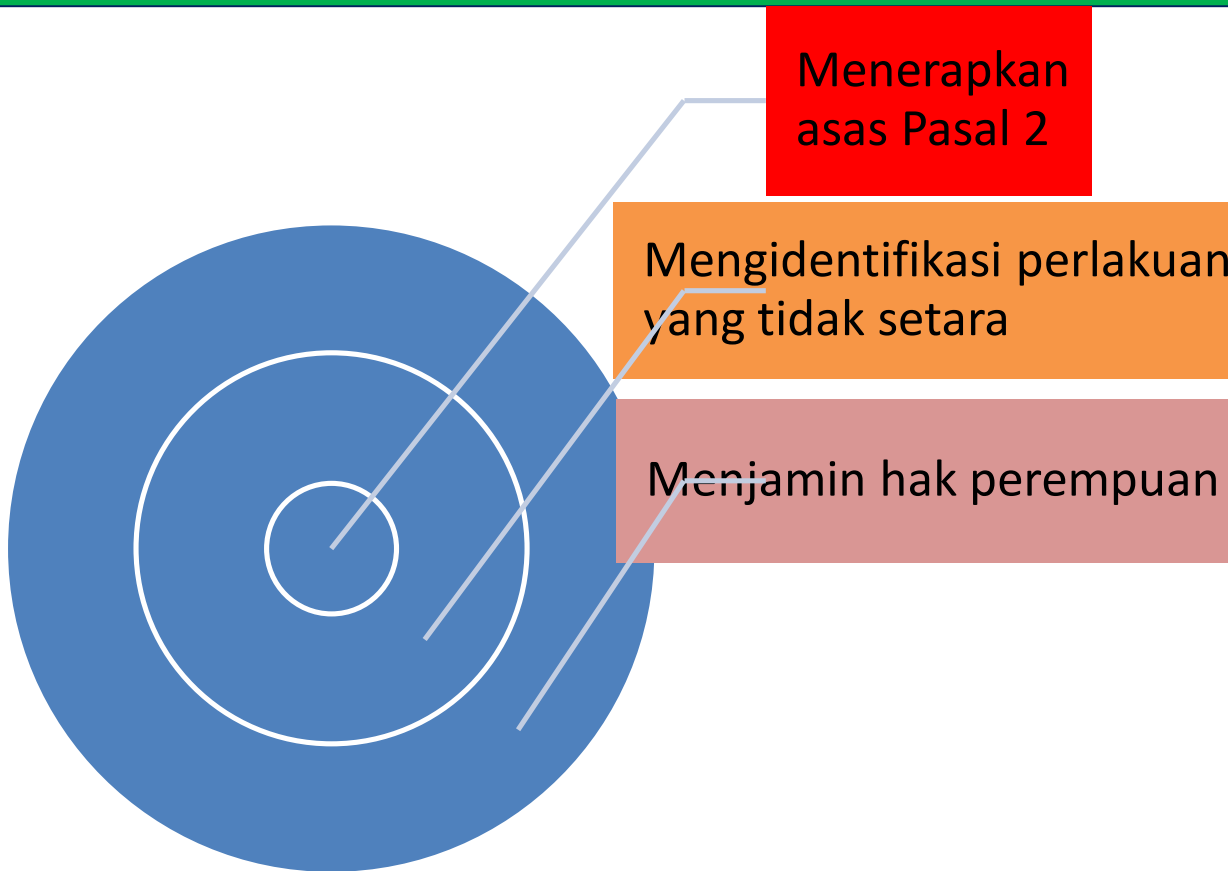 Menerapkan
asas Pasal 2
Mengidentifikasi perlakuan
yang tidak setara
Menjamin hak perempuan